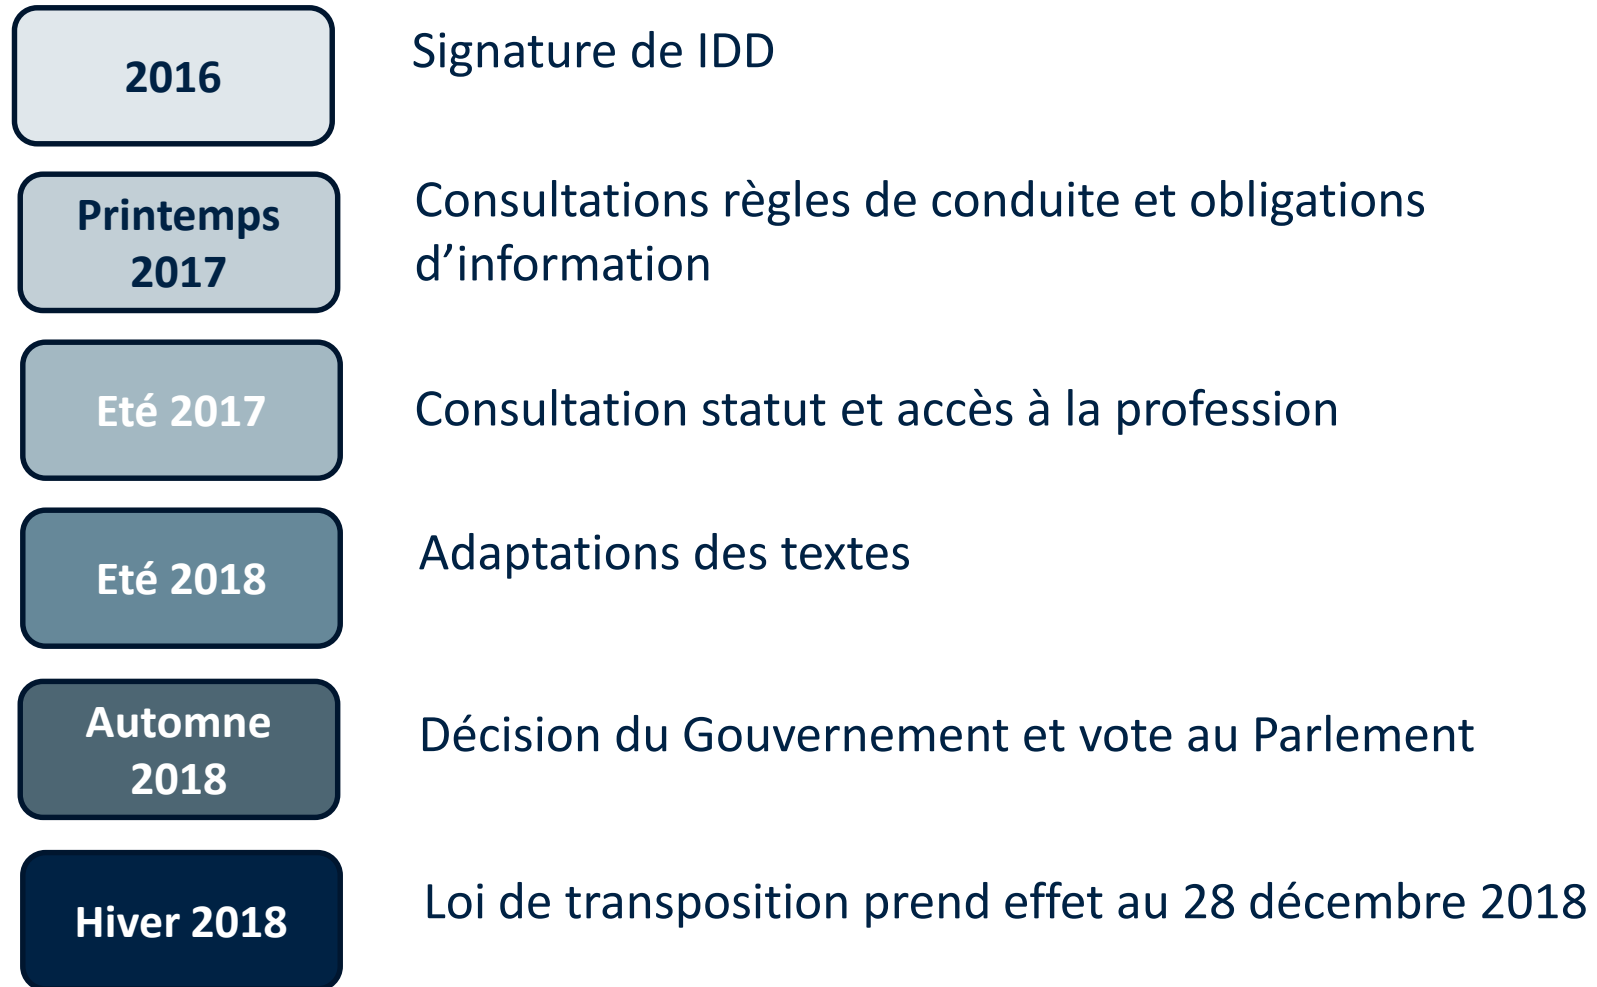 2016
Signature de IDD
Printemps
2017
Consultations règles de conduite et obligations
d’information
Eté 2017
Consultation statut et accès à la profession
Eté 2018
Adaptations des textes
Automne
2018
Décision du Gouvernement et vote au Parlement
Hiver 2018
Loi de transposition prend effet au 28 décembre 2018